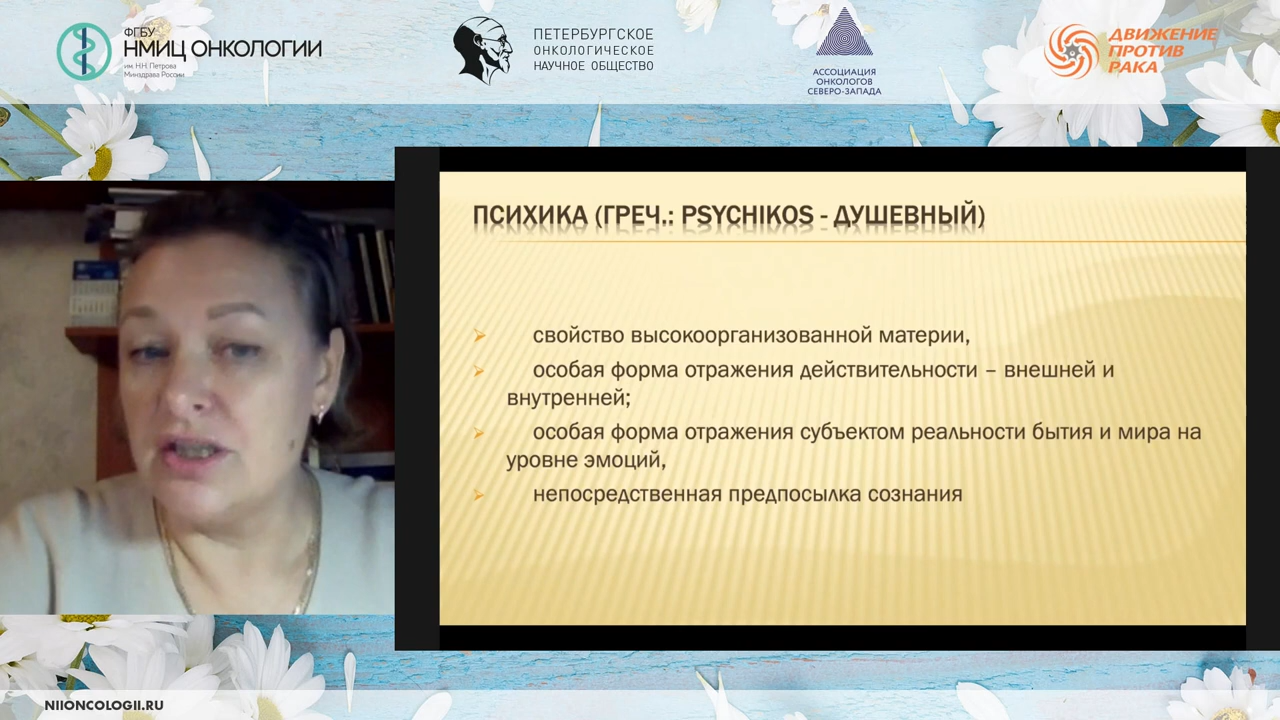 ФГБУ
НМИЦ ОНКОЛОГИИ
им. Н.Н. Петрова
Минздрава России
ПЕТЕРБУРГСКОЕ
ОНКОЛОГИЧЕСКОЕ
НАУЧНОЕ ОБЩЕСТВО
АССОЦИАЦИЯ
ОНКОЛОГОВ
СЕВЕРО-ЗАПАДА
ДВИЖЕНИЕ
ПРОТИВ
РАКА
ПСИХИКА (ГРЕЧ.: PSYCHIKOS - ДУШЕВНЫЙ)
свойство высокоорганизованной материи,
особая форма отражения действительности – внешней и
внутренней;
особая форма отражения субъектом реальности бытия и мира на
уровне эмоций,
непосредственная предпосылка сознания
NIIONCOLOGII.RU